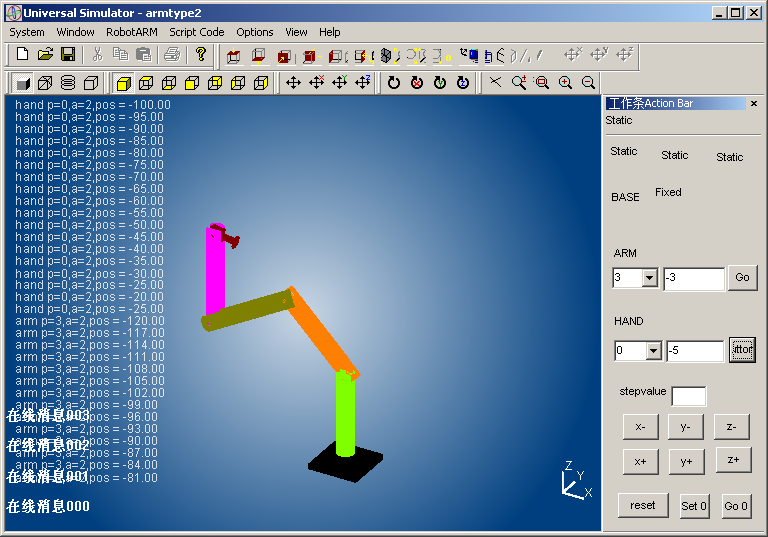 Universal Simulator - armtype2
System Window RobotARM Script Code Options View Help
hand p=0,a=2,pos = -100.00
hand p=0,a=2,pos = -95.00
hand p=0,a=2,pos = -90.00
hand p=0,a=2,pos = -85.00
hand p=0,a=2,pos = -80.00
hand p=0,a=2,pos = -75.00
hand p=0,a=2,pos = -70.00
hand p=0,a=2,pos = -65.00
hand p=0,a=2,pos = -60.00
hand p=0,a=2,pos = -55.00
hand p=0,a=2,pos = -50.00
hand p=0,a=2,pos = -45.00
hand p=0,a=2,pos = -40.00
hand p=0,a=2,pos = -35.00
hand p=0,a=2,pos = -30.00
hand p=0,a=2,pos = -25.00
hand p=0,a=2,pos = -20.00
hand p=0,a=2,pos = -25.00
arm p=3,a=2,pos = -120.00
arm p=3,a=2,pos = -117.00
arm p=3,a=2,pos = -114.00
arm p=3,a=2,pos = -111.00
arm p=3,a=2,pos = -108.00
arm p=3,a=2,pos = -105.00
arm p=3,a=2,pos = -102.00
arm p=3,a=2,pos = -99.00
arm p=3,a=2,pos = -96.00
arm p=3,a=2,pos = -93.00
arm p=3,a=2,pos = -90.00
arm p=3,a=2,pos = -87.00
arm p=3,a=2,pos = -84.00
arm p=3,a=2,pos = -81.00
在线消息003
在线消息002
在线消息001
在线消息000
Z
Y
X
工作条Action Bar
Static
Static Static Static
BASE Fixed
ARM
3 -3 Go
HAND
0 -5 ittor
stepvalue
x- y- z-
x+ y+ z+
reset Set 0 Go 0